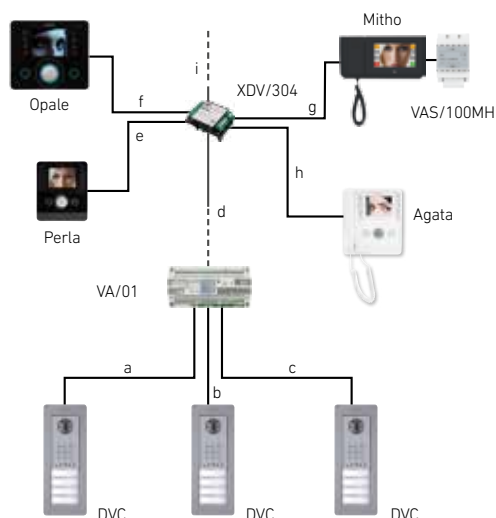 Mitho
i
XDV/304
Opale
f
g
VAS/100MH
e
h
d
Agata
Perla
VA/01
a
c
b
DVC
DVC
DVC